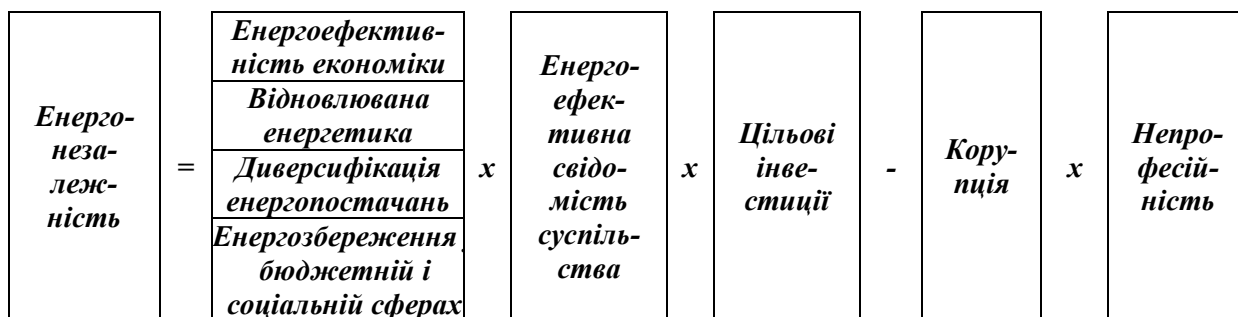 Енерго-
неза-
леж-
ність
=
Енергоефектив-
ність економіки
Відновлювана
енергетика
Диверсифікація
енергопостачань
Енергозбереження
бюджетній і
соціальній сферах
x
Енерго-
ефек-
тивна
свідо-
мість
суспіль-
ства
x
Цільові
інве-
стиції
-
Кору-
пція
x
Непро-
фесій-
ність